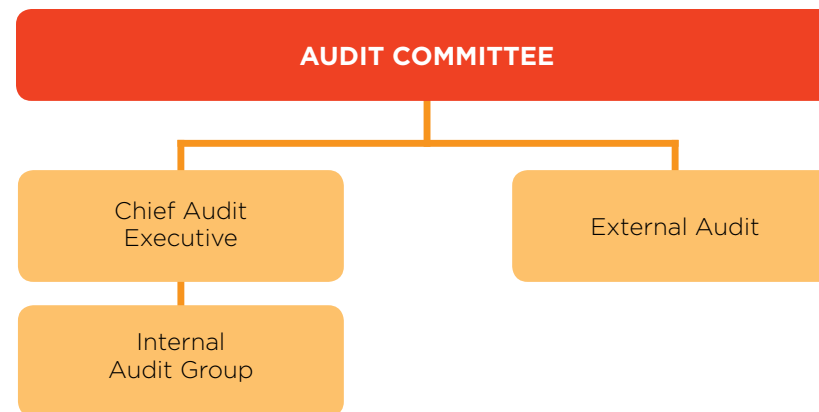 AUDIT COMMITTEE
Chief Audit
Executive
External Audit
Internal
Audit Group